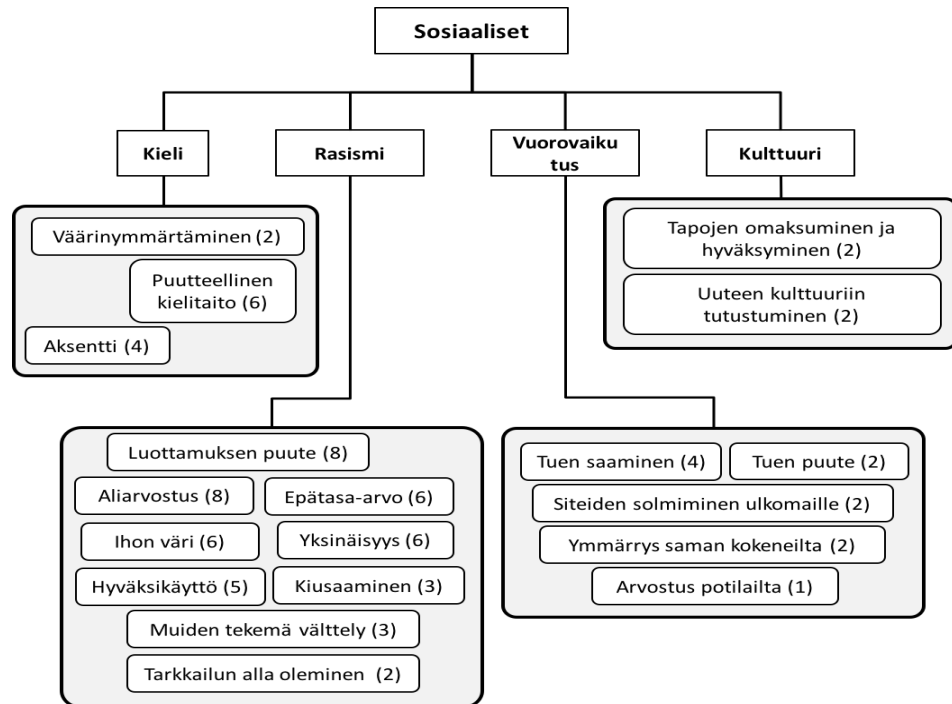 Sosiaaliset
Kieli
Rasismi
Vuorovaiku
tus
Kulttuuri
Väärinymmärtäminen (2)
Puutteellinen
kielitaito (6)
Aksentti (4)
Tapojen omaksuminen ja
hyväksyminen (2)
Uuteen kulttuuriin
tutustuminen (2)
Luottamuksen puute (8)
Aliarvostus (8)
Epätasa-arvo (6)
Ihon väri (6)
Yksinäisyys (6)
Hyväksikäyttö (5)
Kiusaaminen (3)
Muiden tekemä välttely (3)
Tarkkailun alla oleminen (2)
Tuen saaminen (4)
Tuen puute (2)
Siteiden solmiminen ulkomaille (2)
Ymmärrys saman kokeneilta (2)
Arvostus potilailta (1)